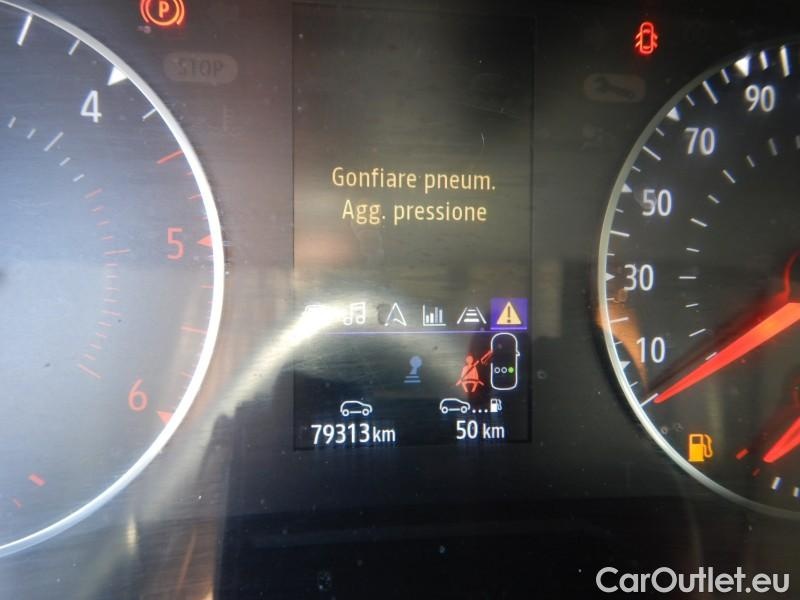 P
STOP
4
5
6
Gonfiare pneum.
Agg. pressione
79313 km
50 km
90
70
50
30
10
CarOutlet.eu